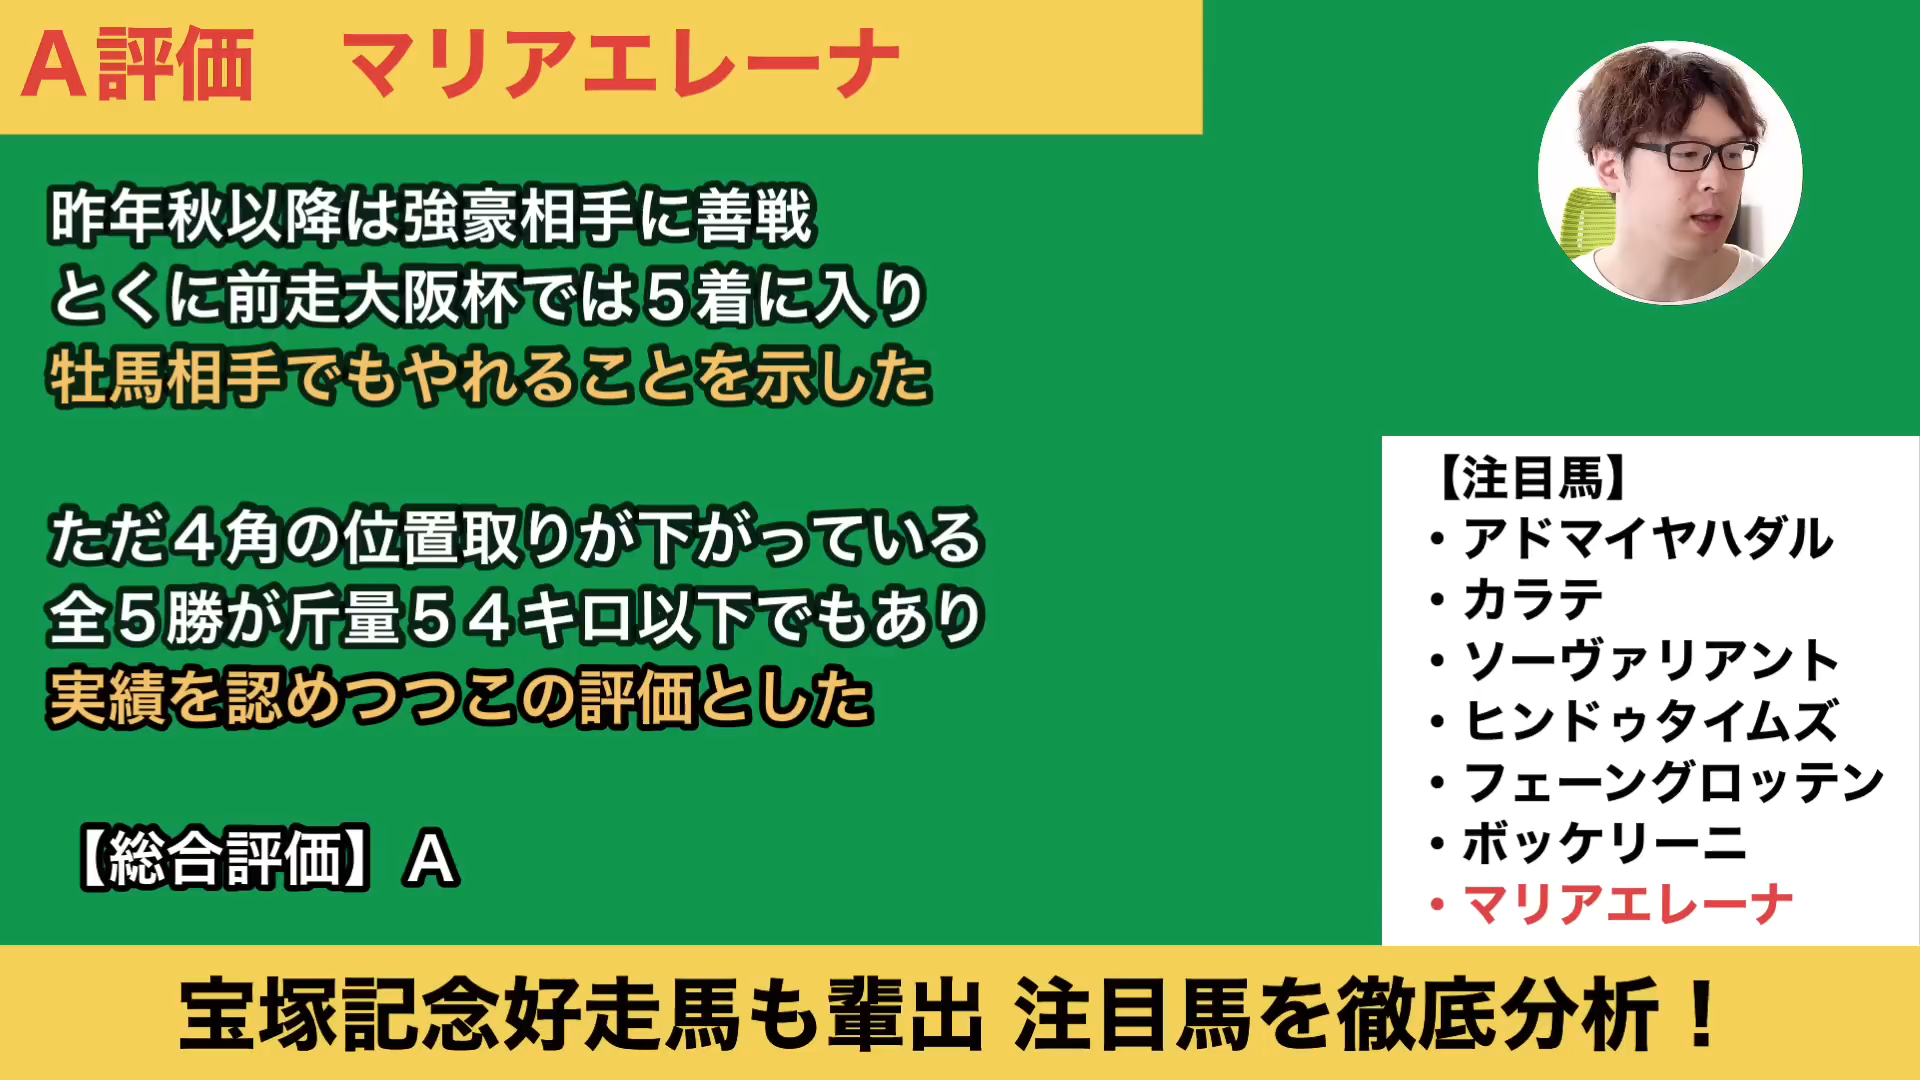 A評価　マリアエレーナ
昨年秋以降は強豪相手に善戦
とくに前走大阪杯では５着に入り
牡馬相手でもやれることを示した
ただ４角の位置取りが下がっている
全５勝が斤量５４キロ以下でもあり
実績を認めつつこの評価とした
【総合評価】A
【注目馬】
・アドマイヤハダル
・カラテ
・ソーヴァリアント
・ヒンドゥタイムズ
・フェーングロッテン
・ボッケリーニ
・マリアエレーナ
宝塚記念好走馬も輩出 注目馬を徹底分析！